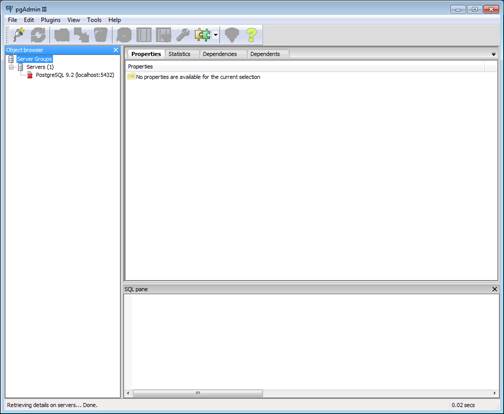 pgAdmin III
File Edit Plugins View Tools Help
Object browser
Server Groups
Servers (1)
PostgreSQL 9.2 (localhost:5432)
Properties Statistics Dependencies Dependents
Properties
No properties are available for the current selection
SQL pane
Retrieving details on servers... Done. 0.02 secs